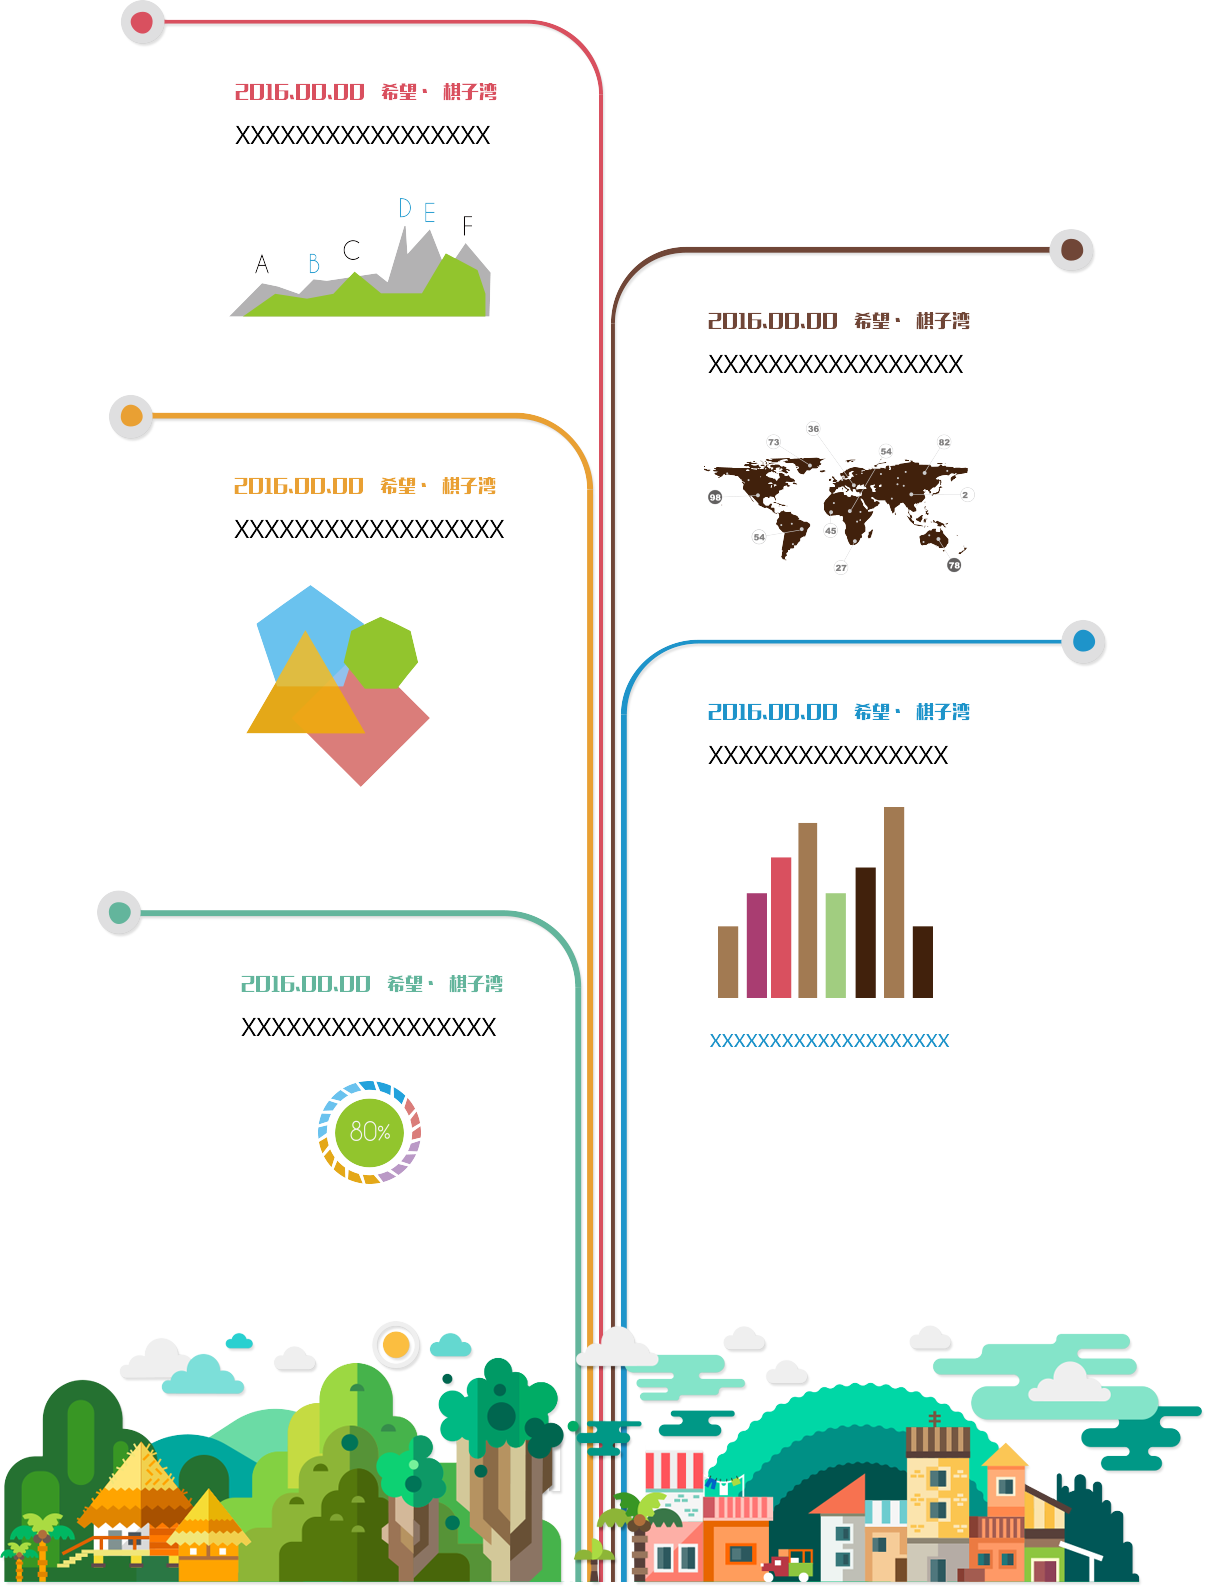 2016.00.00 希望· 棋子湾
XXXXXXXXXXXXXXXXX
A B C D E F
2016.00.00 希望· 棋子湾
XXXXXXXXXXXXXXXXX
36
73
54
82
98
2
45
54
27
78
2016.00.00 希望· 棋子湾
XXXXXXXXXXXXXXXXXX
2016.00.00 希望· 棋子湾
XXXXXXXXXXXXXXXX
XXXXXXXXXXXXXXXXXXXX
2016.00.00 希望· 棋子湾
XXXXXXXXXXXXXXXXX
80%